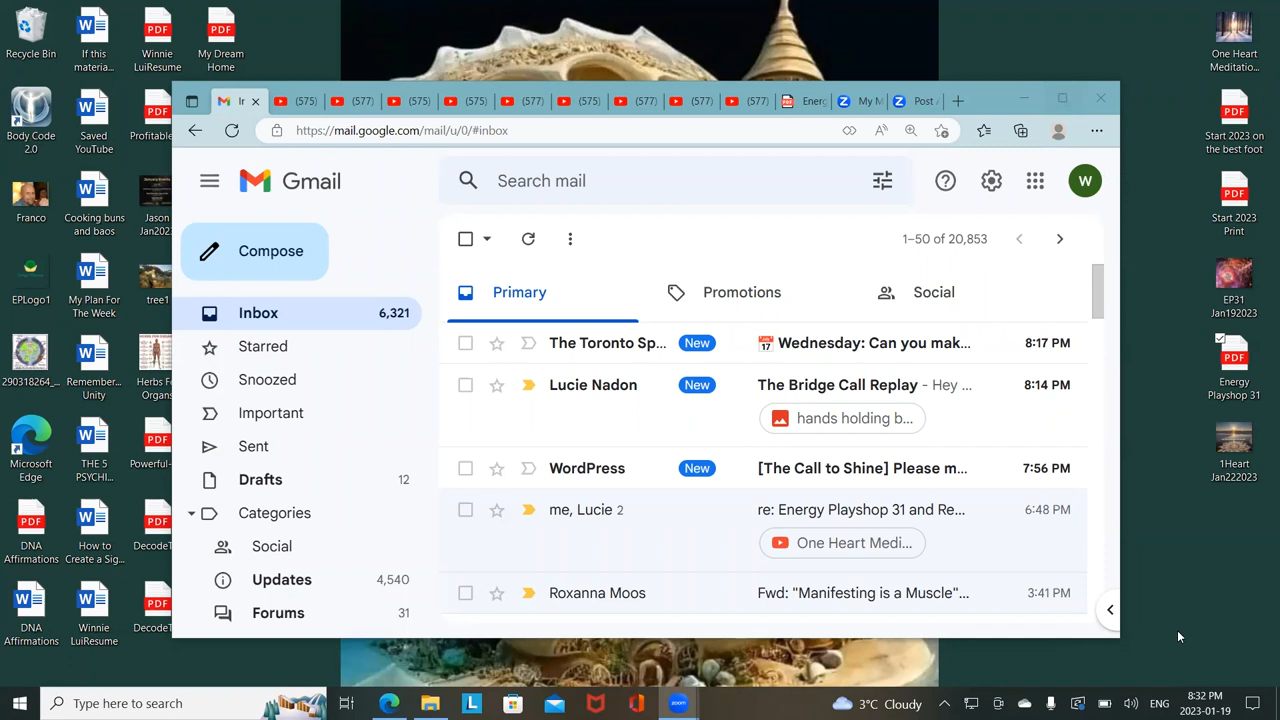 Recycle Bin
If this materia...
Winnie LuiResume
My Dream Home
Body Code 2.0
Saved YouTube
Profitable
Franco
Cooking buns and baos
Jason Jan202
EPLogo1
My Plan For The Week
tree1
290318264_...
Remember... Unity
Herbs F Organs
Microsoft Edge
THE 5 PSYCHI...
Powerful-
DNA Affirmations
How to Create a Sig...
DecodeT
DNA Affirmations
Winnie LuiResume
DecodeT
In
(575)
(577)
(575)
(575)
(577)
(575)
(577)
(577)
(577)
Energ
My M
Post
https://mail.google.com/mail/u/0/#inbox
Gmail
Search mail
W
Compose
1–50 of 20,853
Primary
Promotions
Social
Inbox 6,321
Starred
Snoozed
Important
Sent
Drafts 12
Categories
Social
Updates 4,540
Forums 31
The Toronto Sp... New 📅 Wednesday: Can you mak... 8:17 PM
Lucie Nadon New The Bridge Call Replay - Hey ... 8:14 PM
hands holding b...
WordPress New [The Call to Shine] Please m... 7:56 PM
me, Lucie 2 re: Energy Playshop 31 and Re... 6:48 PM
One Heart Medi...
Roxanna Moos Fwd: "Manifesting is a Muscle"... 3:41 PM
One Heart Meditatio...
Start 2023 on the best foot
Start 2023 Print
EP31 Jan192023
Energy Playshop 31
1Heart Jan222023
Type here to search
L
zoom
Cloudy
ENG
8:32 PM
2023-01-19